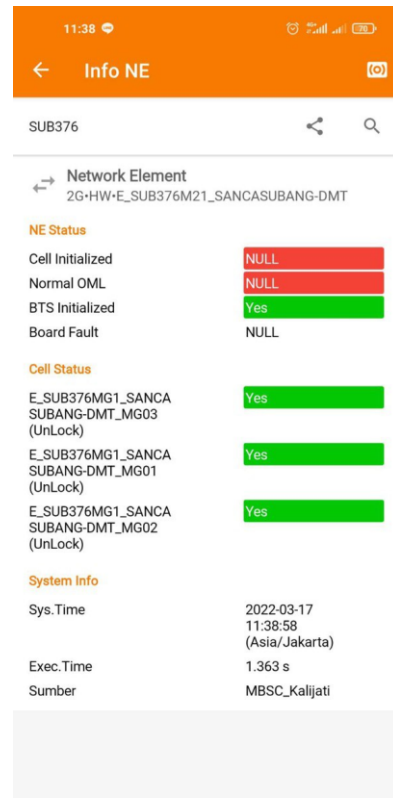 11:38
70
Info NE
SUB376
Network Element
2G•HW•E_SUB376M21_SANCASUBANG-DMT
NE Status
Cell Initialized NULL
Normal OML NULL
BTS Initialized Yes
Board Fault NULL
Cell Status
E_SUB376MG1_SANCA Yes
SUBANG-DMT_MG03
(UnLock)
E_SUB376MG1_SANCA Yes
SUBANG-DMT_MG01
(UnLock)
E_SUB376MG1_SANCA Yes
SUBANG-DMT_MG02
(UnLock)
System Info
Sys.Time 2022-03-17
11:38:58
(Asia/Jakarta)
Exec.Time 1.363 s
Sumber MBSC_Kalijati